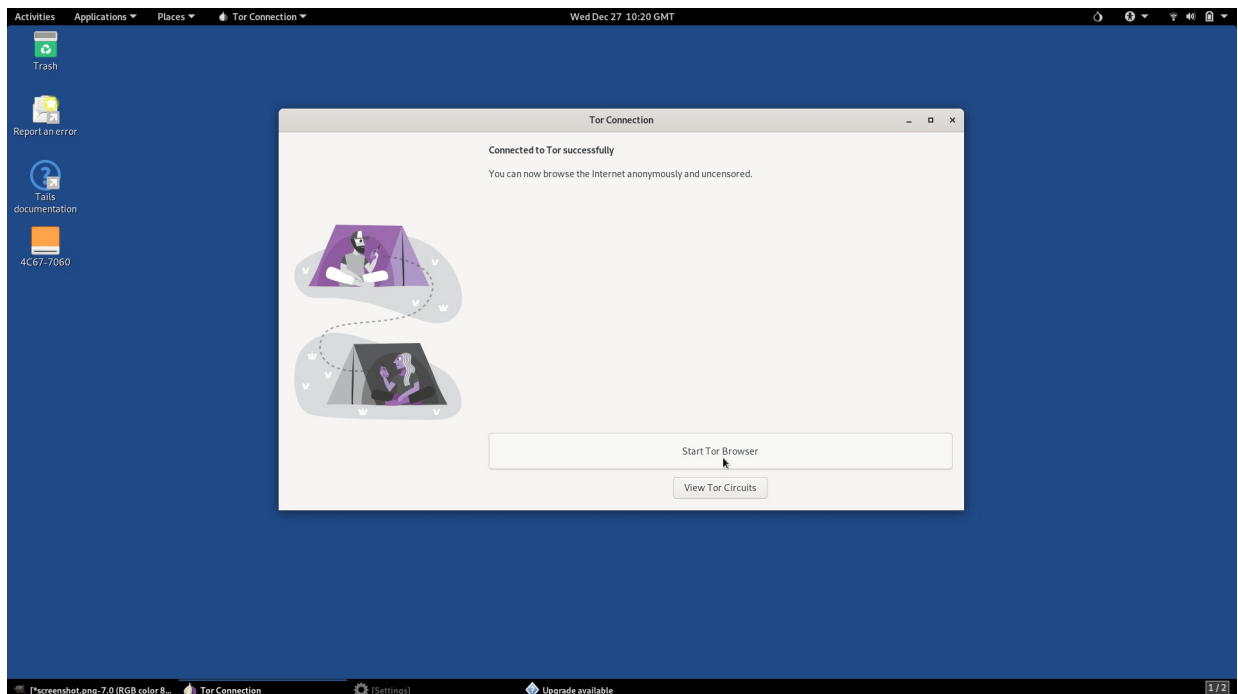 Activities Applications Places Tor Connection Wed Dec 27 10:20 GMT
Trash
Report an error
Tails
documentation
4C67-7060
Tor Connection
Connected to Tor successfully
You can now browse the Internet anonymously and uncensored.
Start Tor Browser
View Tor Circuits
[*screenshot.png-7.0 (RGB color 8... Tor Connection [Settings] Upgrade available 1/2